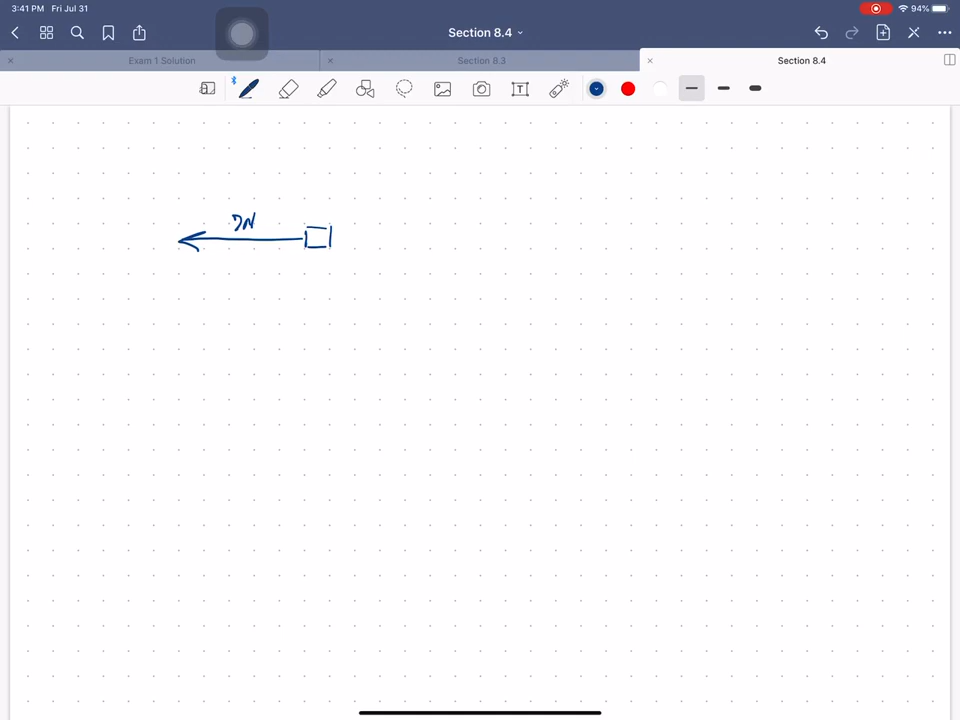 3:41 PM Fri Jul 31
94%
Section 8.4
Exam 1 Solution
Section 8.3
Section 8.4
T
7N